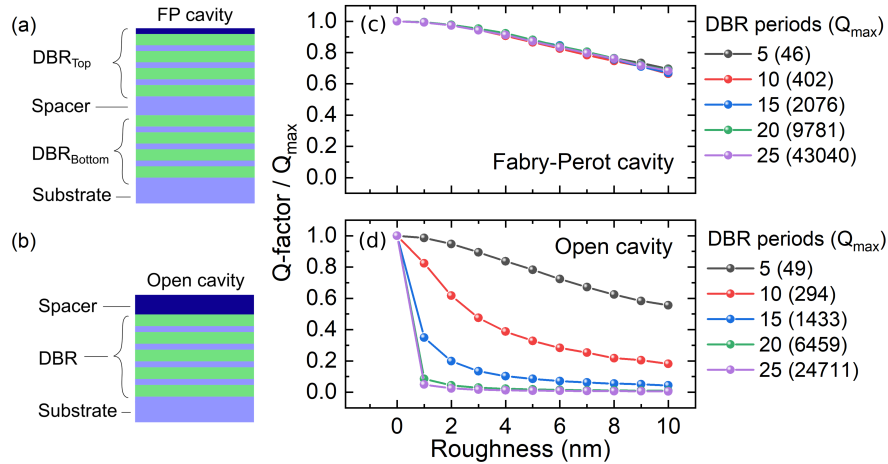 (a)
FP cavity
DBR_Top
Spacer
DBR_Bottom
Substrate
(b)
Open cavity
Spacer
DBR
Substrate
Q-factor / Q_max
(c)
1.0
0.8
0.6
0.4
0.2
0.0
Fabry-Perot cavity
DBR periods (Q_max)
5 (46)
10 (402)
15 (2076)
20 (9781)
25 (43040)
(d)
Open cavity
1.0
0.8
0.6
0.4
0.2
0.0
0 2 4 6 8 10
Roughness (nm)
DBR periods (Q_max)
5 (49)
10 (294)
15 (1433)
20 (6459)
25 (24711)